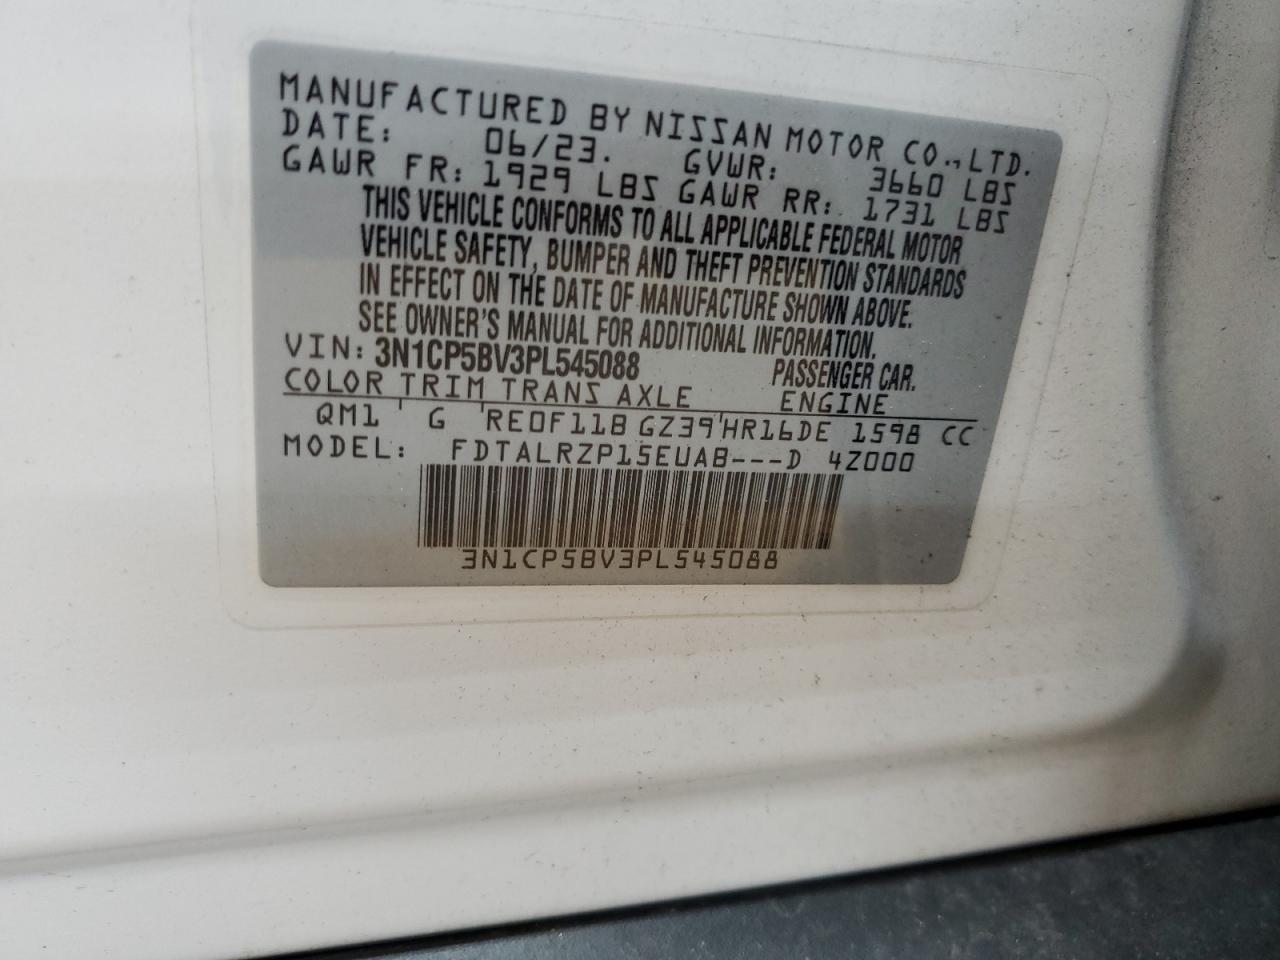 MANUFACTURED BY NISSAN MOTOR CO.,LTD.
DATE: 06/23. GVWR: 3660 LBS
GAWR FR: 1929 LBS GAWR RR: 1731 LBS
THIS VEHICLE CONFORMS TO ALL APPLICABLE FEDERAL MOTOR
VEHICLE SAFETY, BUMPER AND THEFT PREVENTION STANDARDS
IN EFFECT ON THE DATE OF MANUFACTURE SHOWN ABOVE.
SEE OWNER'S MANUAL FOR ADDITIONAL INFORMATION.
VIN: 3N1CP5BV3PL545088 PASSENGER CAR.
COLOR TRIM TRANS AXLE ENGINE
QM1 ' G 'RE0F11B GZ39'HR16DE 1598 CC
MODEL: FDTALRZP15EUAB---D 4Z000
3N1CP5BV3PL545088